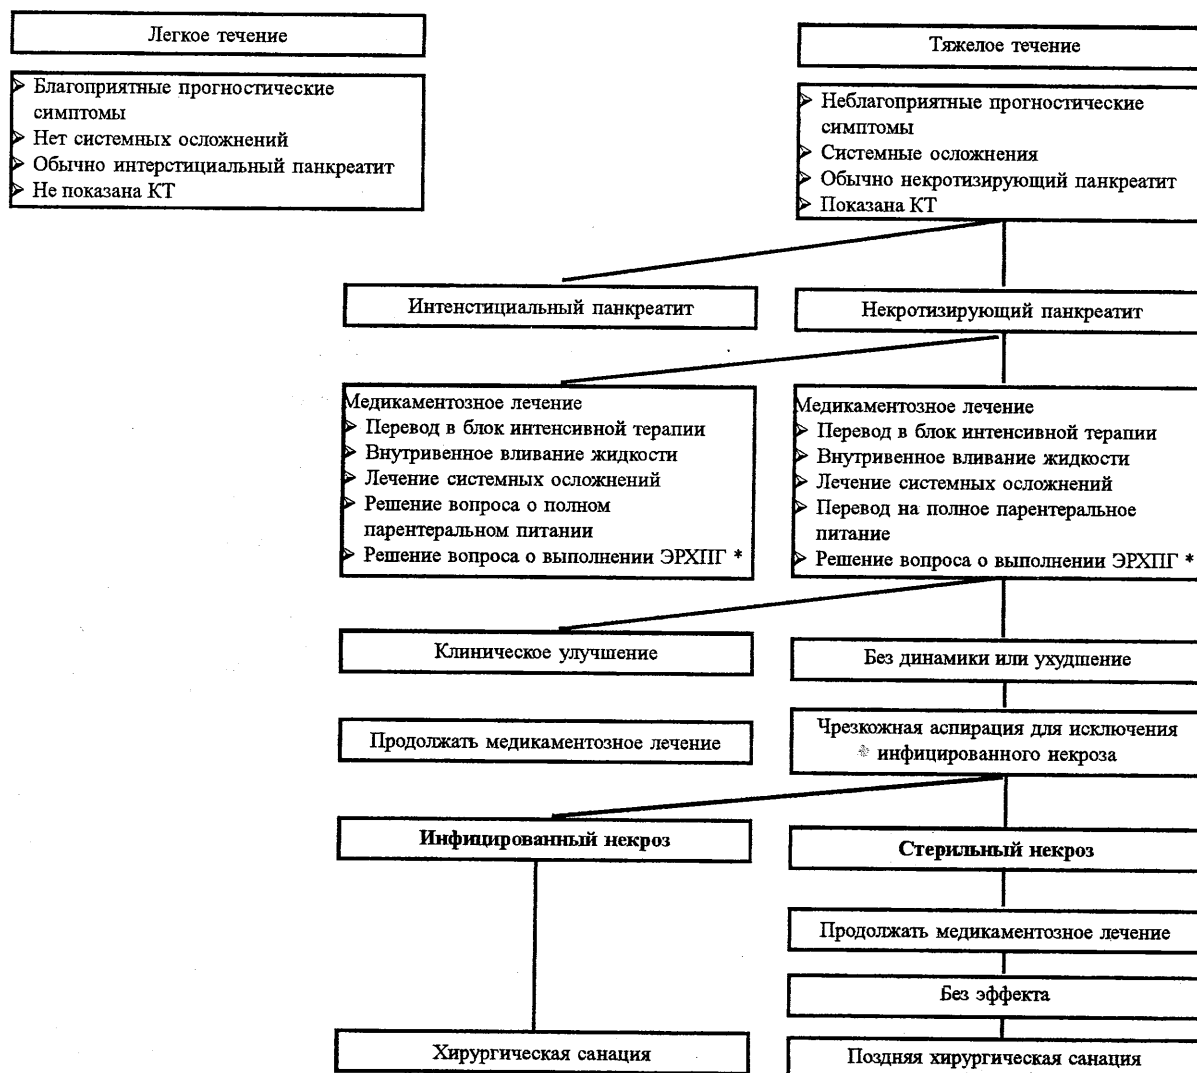 Легкое течение
Тяжелое течение
➢ Благоприятные прогностические
симптомы
➢ Нет системных осложнений
➢ Обычно интерстициальный панкреатит
➢ Не показана КТ
➢ Неблагоприятные прогностические
симптомы
➢ Системные осложнения
➢ Обычно некротизирующий панкреатит
➢ Показана КТ
Интенстициальный панкреатит
Некротизирующий панкреатит
Медикаментозное лечение
➢ Перевод в блок интенсивной терапии
➢ Внутривенное вливание жидкости
➢ Лечение системных осложнений
➢ Решение вопроса о полном
парентеральном питании
➢ Решение вопроса о выполнении ЭРХПГ *
Медикаментозное лечение
➢ Перевод в блок интенсивной терапии
➢ Внутривенное вливание жидкости
➢ Лечение системных осложнений
➢ Перевод на полное парентеральное
питание
➢ Решение вопроса о выполнении ЭРХПГ *
Клиническое улучшение
Без динамики или ухудшение
Продолжать медикаментозное лечение
Чрезкожная аспирация для исключения
* инфицированного некроза
Инфицированный некроз
Стерильный некроз
Продолжать медикаментозное лечение
Без эффекта
Хирургическая санация
Поздняя хирургическая санация